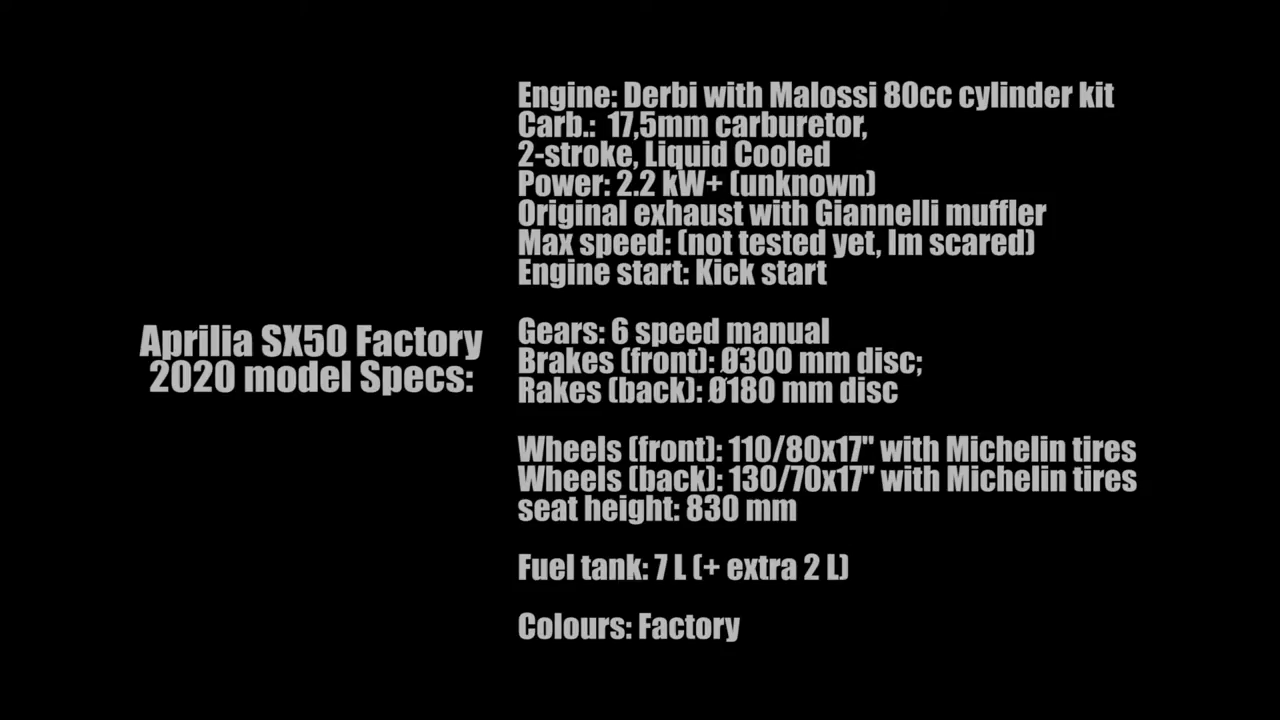 Aprilia SX50 Factory
2020 model Specs:
Engine: Derbi with Malossi 80cc cylinder kit
Carb.:  17,5mm carburetor,
2-stroke, Liquid Cooled
Power: 2.2 kW+ (unknown)
Original exhaust with Giannelli muffler
Max speed: (not tested yet, Im scared)
Engine start: Kick start
Gears: 6 speed manual
Brakes (front): Ø300 mm disc;
Rakes (back): Ø180 mm disc
Wheels (front): 110/80x17" with Michelin tires
Wheels (back): 130/70x17" with Michelin tires
seat height: 830 mm
Fuel tank: 7 L (+ extra 2 L)
Colours: Factory